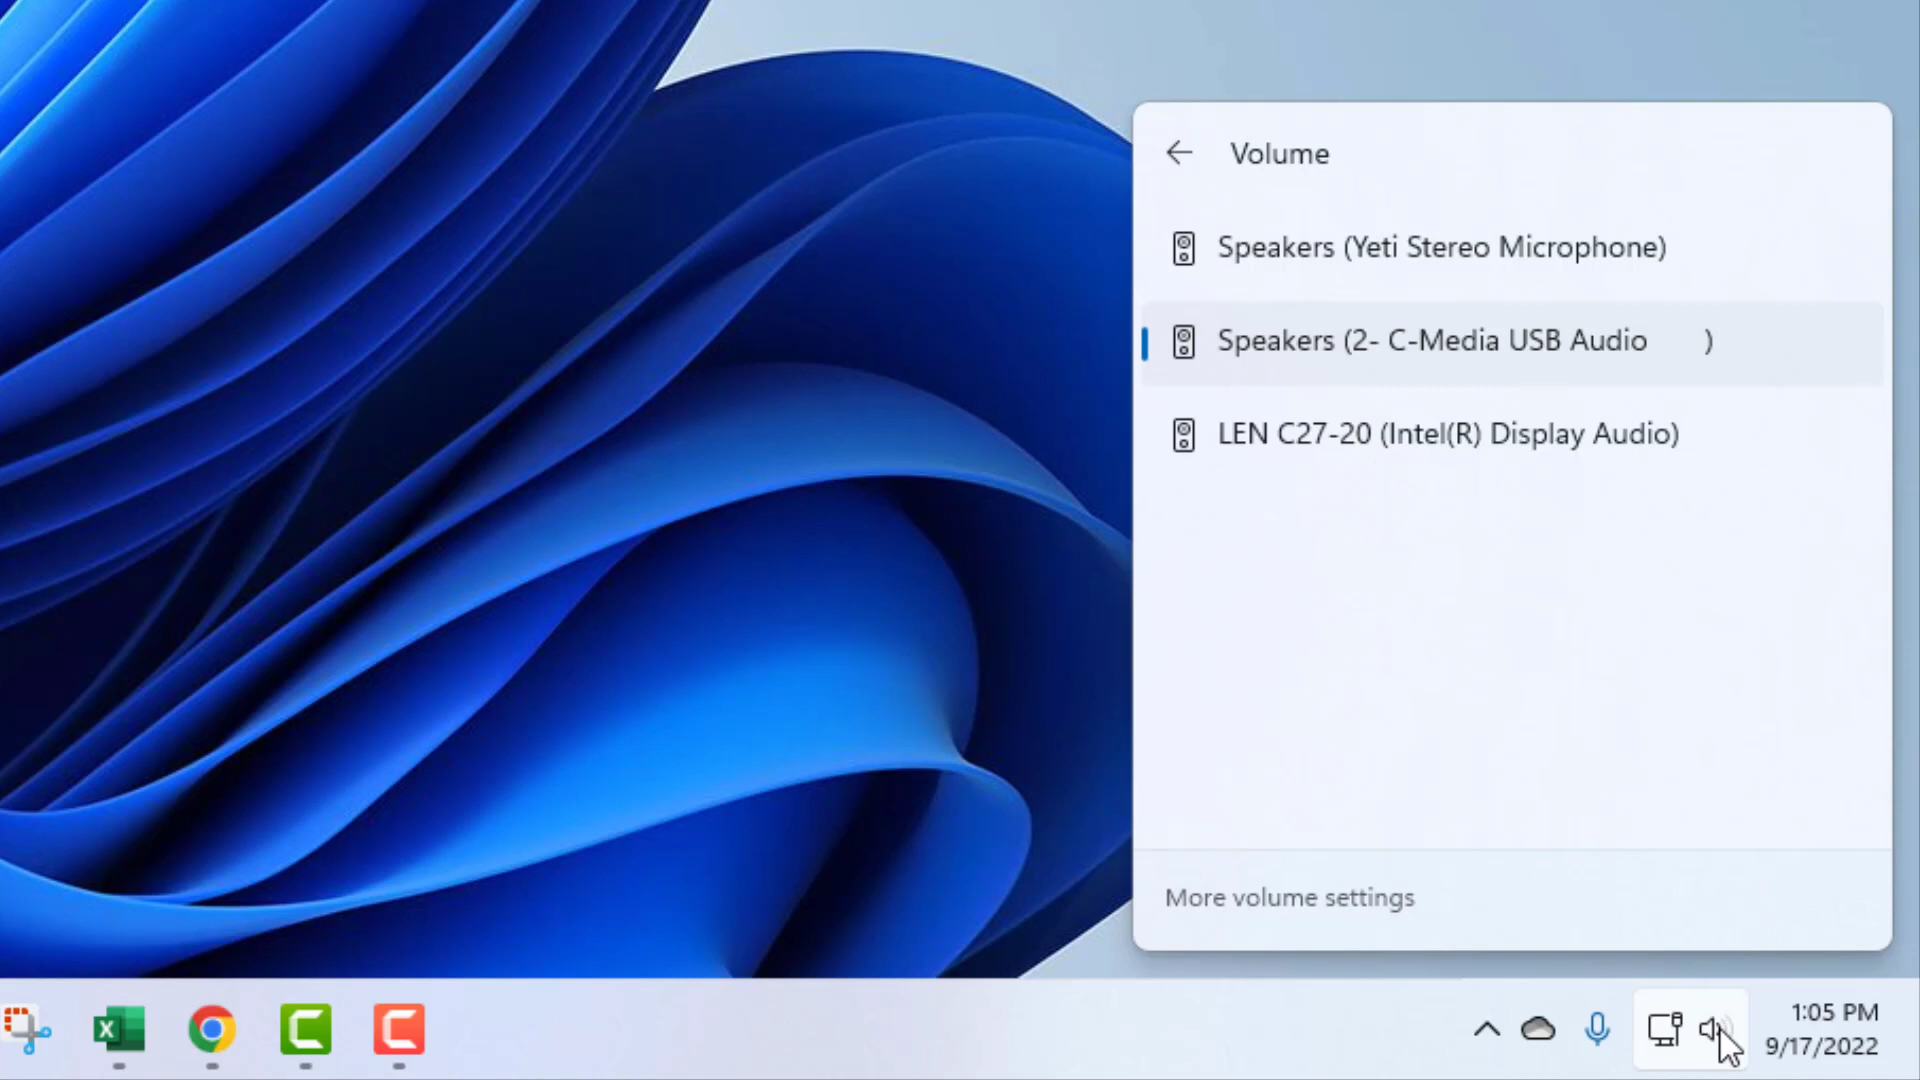 Volume
Speakers (Yeti Stereo Microphone)
Speakers (2- C-Media USB Audio       )
LEN C27-20 (Intel(R) Display Audio)
More volume settings
1:05 PM
9/17/2022